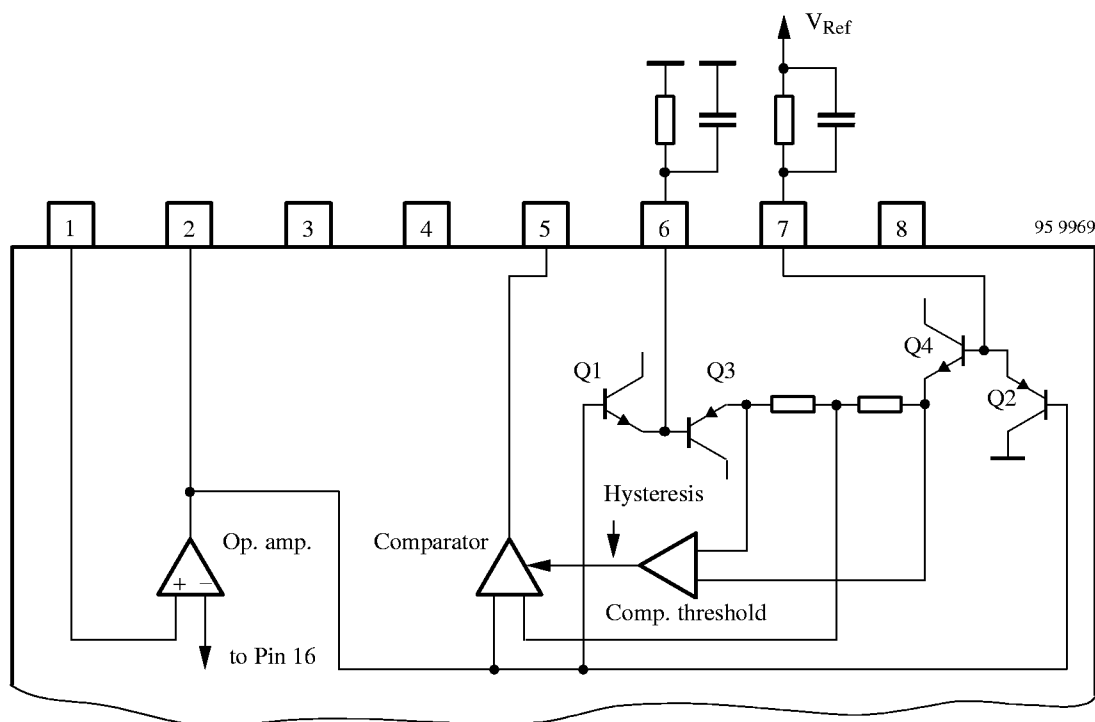 V_Ref
1
2
3
4
5
6
7
8
95 9969
Q1
Q3
Q4
Q2
Hysteresis
Op. amp.
Comparator
+ −
Comp. threshold
to Pin 16